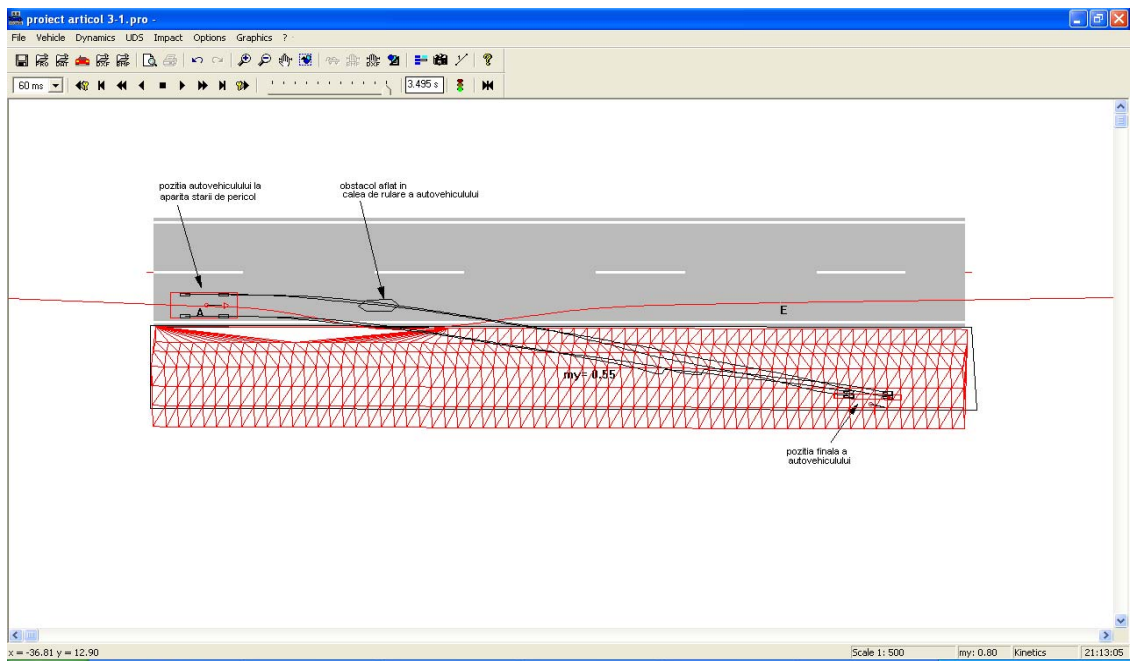 proiect articol 3-1.pro -
File Vehicle Dynamics UDS Impact Options Graphics ?
60 ms 3.495 s
pozitia autovehiculului la
aparita starii de pericol
obstacol aflat in
calea de rulare a autovehiculului
A
E
my= 0.55
pozitia finala a
autovehiculului
x = -36.81 y = 12.90 Scale 1: 500 my: 0.80 Kinetics 21:13:05